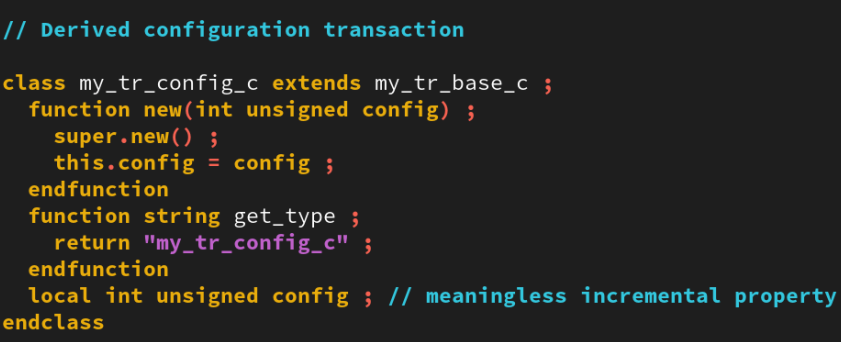 // Derived configuration transaction
class my_tr_config_c extends my_tr_base_c ;
function new(int unsigned config) ;
super.new() ;
this.config = config ;
endfunction
function string get_type ;
return "my_tr_config_c" ;
endfunction
local int unsigned config ; // meaningless incremental property
endclass